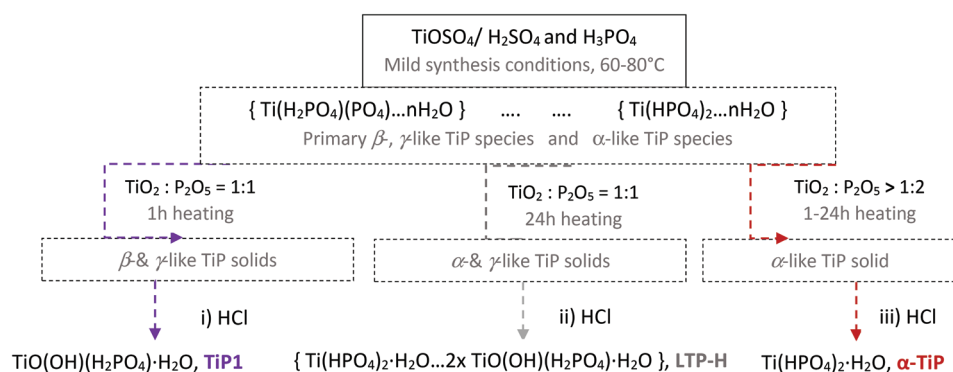 TiOSO₄/ H₂SO₄ and H₃PO₄
Mild synthesis conditions, 60-80°C
{ Ti(H₂PO₄)(PO₄)...nH₂O } .... .... { Ti(HPO₄)₂...nH₂O }
Primary β-, γ-like TiP species and α-like TiP species
TiO₂ : P₂O₅ = 1:1
1h heating
TiO₂ : P₂O₅ = 1:1
24h heating
TiO₂ : P₂O₅ > 1:2
1-24h heating
β-& γ-like TiP solids
α-& γ-like TiP solids
α-like TiP solid
i) HCl
ii) HCl
iii) HCl
TiO(OH)(H₂PO₄)·H₂O, TiP1
{ Ti(HPO₄)₂·H₂O...2x TiO(OH)(H₂PO₄)·H₂O }, LTP-H
Ti(HPO₄)₂·H₂O, α-TiP